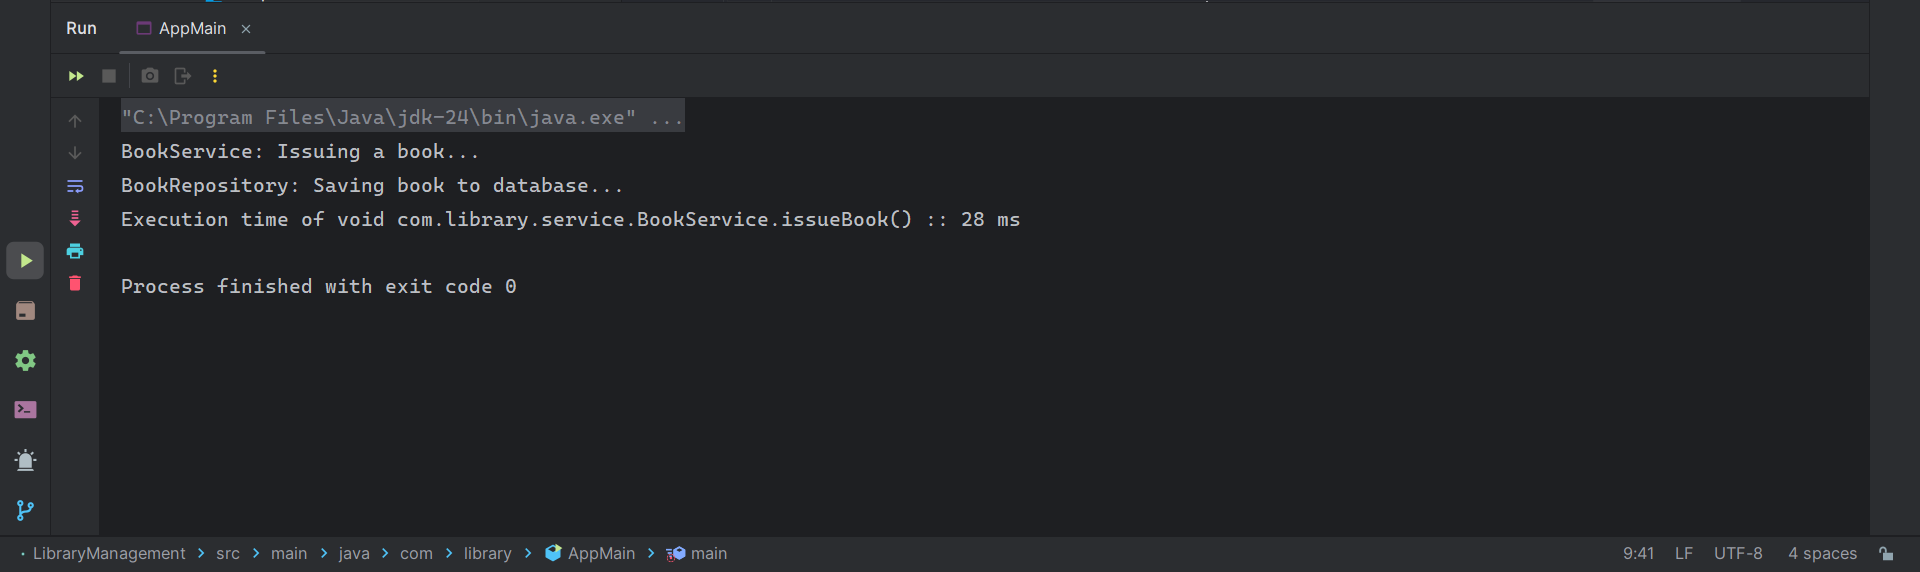 Run AppMain
"C:\Program Files\Java\jdk-24\bin\java.exe" ...
BookService: Issuing a book...
BookRepository: Saving book to database...
Execution time of void com.library.service.BookService.issueBook() :: 28 ms
Process finished with exit code 0
LibraryManagement > src > main > java > com > library > AppMain > main 9:41 LF UTF-8 4 spaces